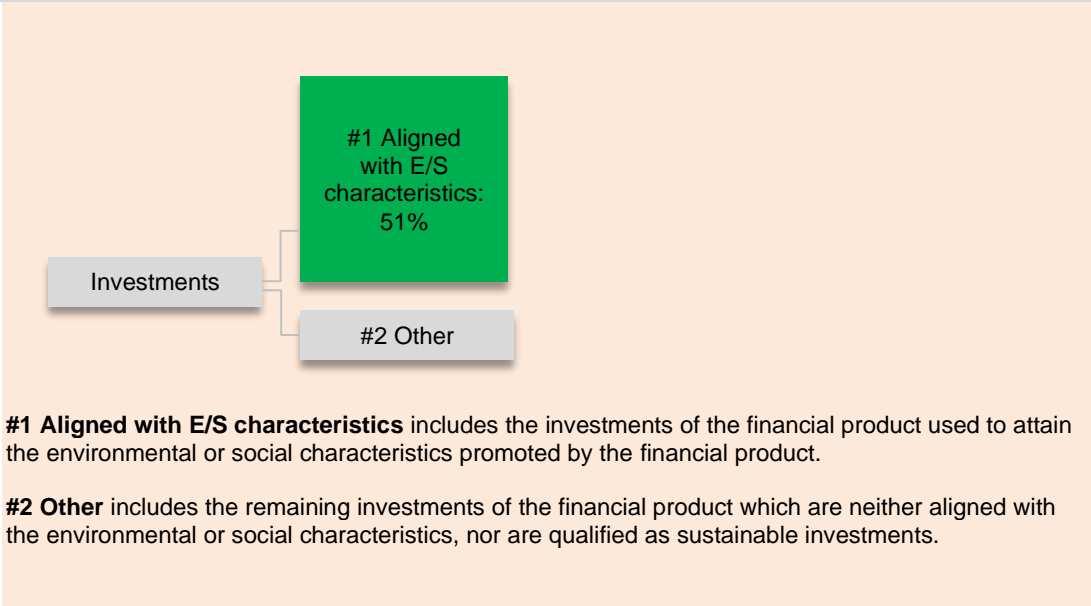 #1 Aligned
with E/S
characteristics:
51%
Investments
#2 Other
#1 Aligned with E/S characteristics includes the investments of the financial product used to attain
the environmental or social characteristics promoted by the financial product.
#2 Other includes the remaining investments of the financial product which are neither aligned with
the environmental or social characteristics, nor are qualified as sustainable investments.